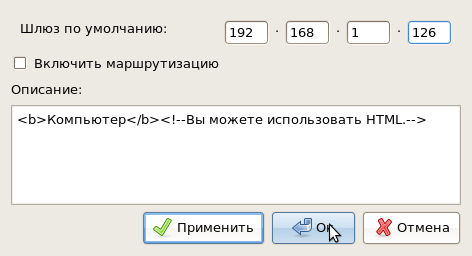 Шлюз по умолчанию: 192 . 168 . 1 . 126
Включить маршрутизацию
Описание:
<b>Компьютер</b><!--Вы можете использовать HTML.-->
Применить Отмена